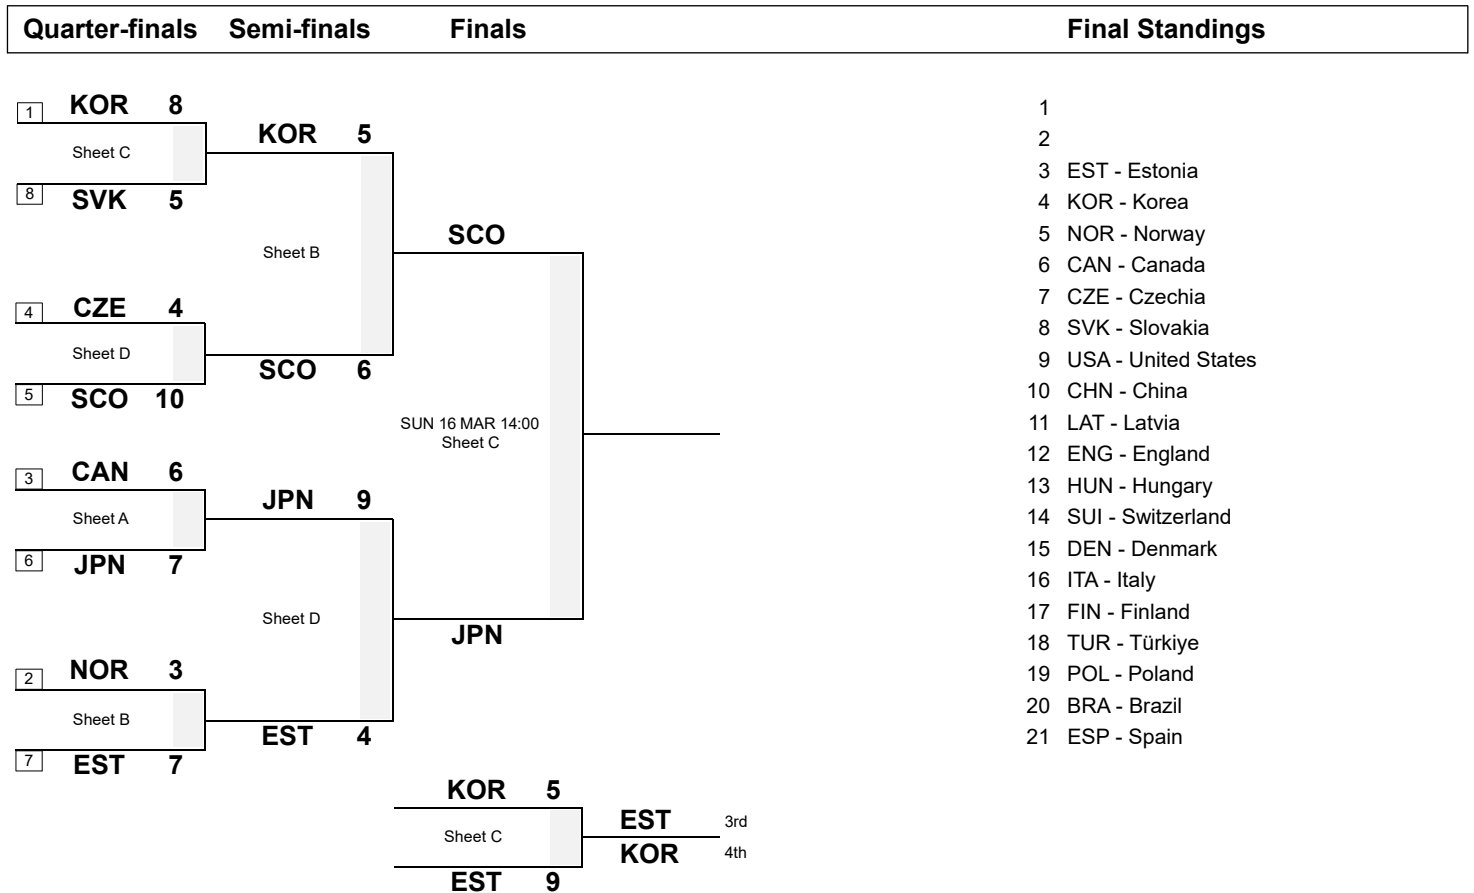 Quarter-finals Semi-finals Finals Final Standings
1 KOR 8
Sheet C
8 SVK 5
4 CZE 4
Sheet D
5 SCO 10
3 CAN 6
Sheet A
6 JPN 7
2 NOR 3
Sheet B
7 EST 7
KOR 5
Sheet B
SCO 6
JPN 9
Sheet D
EST 4
SCO
SUN 16 MAR 14:00
Sheet C
JPN
KOR 5
Sheet C
EST 9
EST 3rd
KOR 4th
1
2
3 EST - Estonia
4 KOR - Korea
5 NOR - Norway
6 CAN - Canada
7 CZE - Czechia
8 SVK - Slovakia
9 USA - United States
10 CHN - China
11 LAT - Latvia
12 ENG - England
13 HUN - Hungary
14 SUI - Switzerland
15 DEN - Denmark
16 ITA - Italy
17 FIN - Finland
18 TUR - Türkiye
19 POL - Poland
20 BRA - Brazil
21 ESP - Spain